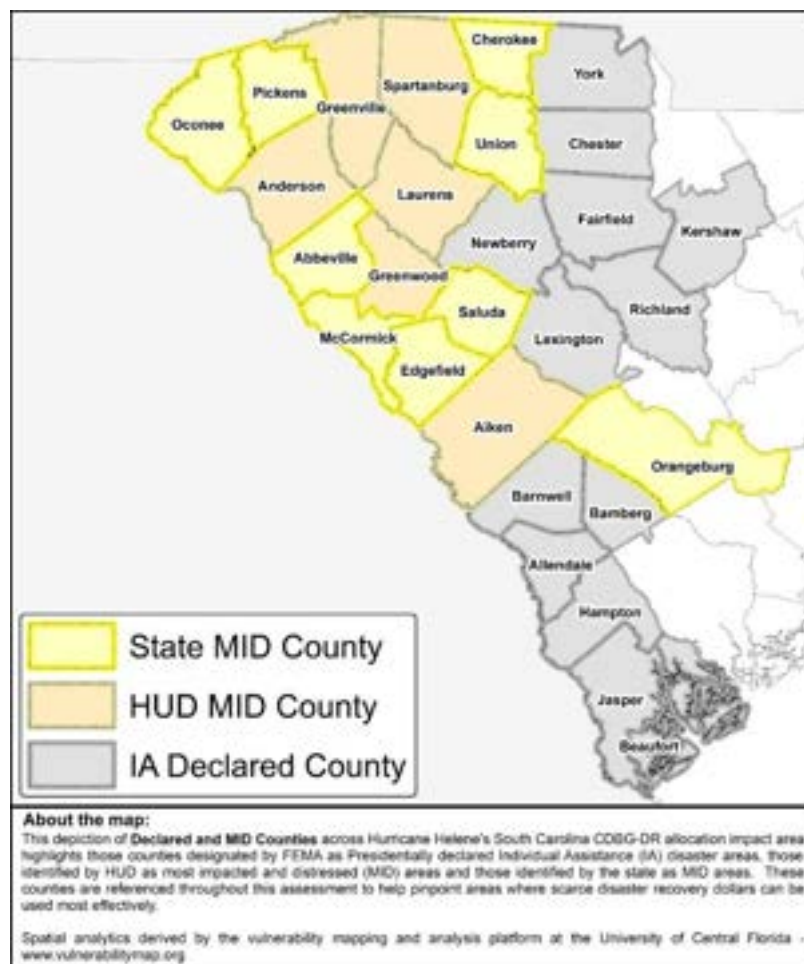 Cherokee
York
Spartanburg
Pickens
Greenville
Oconee
Union
Chester
Anderson
Laurens
Fairfield
Kershaw
Newberry
Abbeville
Greenwood
Richland
Saluda
McCormick
Lexington
Edgefield
Aiken
Orangeburg
Barnwell
Bamberg
Allendale
Hampton
Jasper
Beaufort
State MID County
HUD MID County
IA Declared County
About the map:
This depiction of Declared and MID Counties across Hurricane Helene's South Carolina CDBG-DR allocation impact area
highlights those counties designated by FEMA as Presidentially declared Individual Assistance (IA) disaster areas, those
identified by HUD as most impacted and distressed (MID) areas and those identified by the state as MID areas. These
counties are referenced throughout this assessment to help pinpoint areas where scarce disaster recovery dollars can be
used most effectively.
Spatial analytics derived by the vulnerability mapping and analysis platform at the University of Central Florida -
www.vulnerabilitymap.org